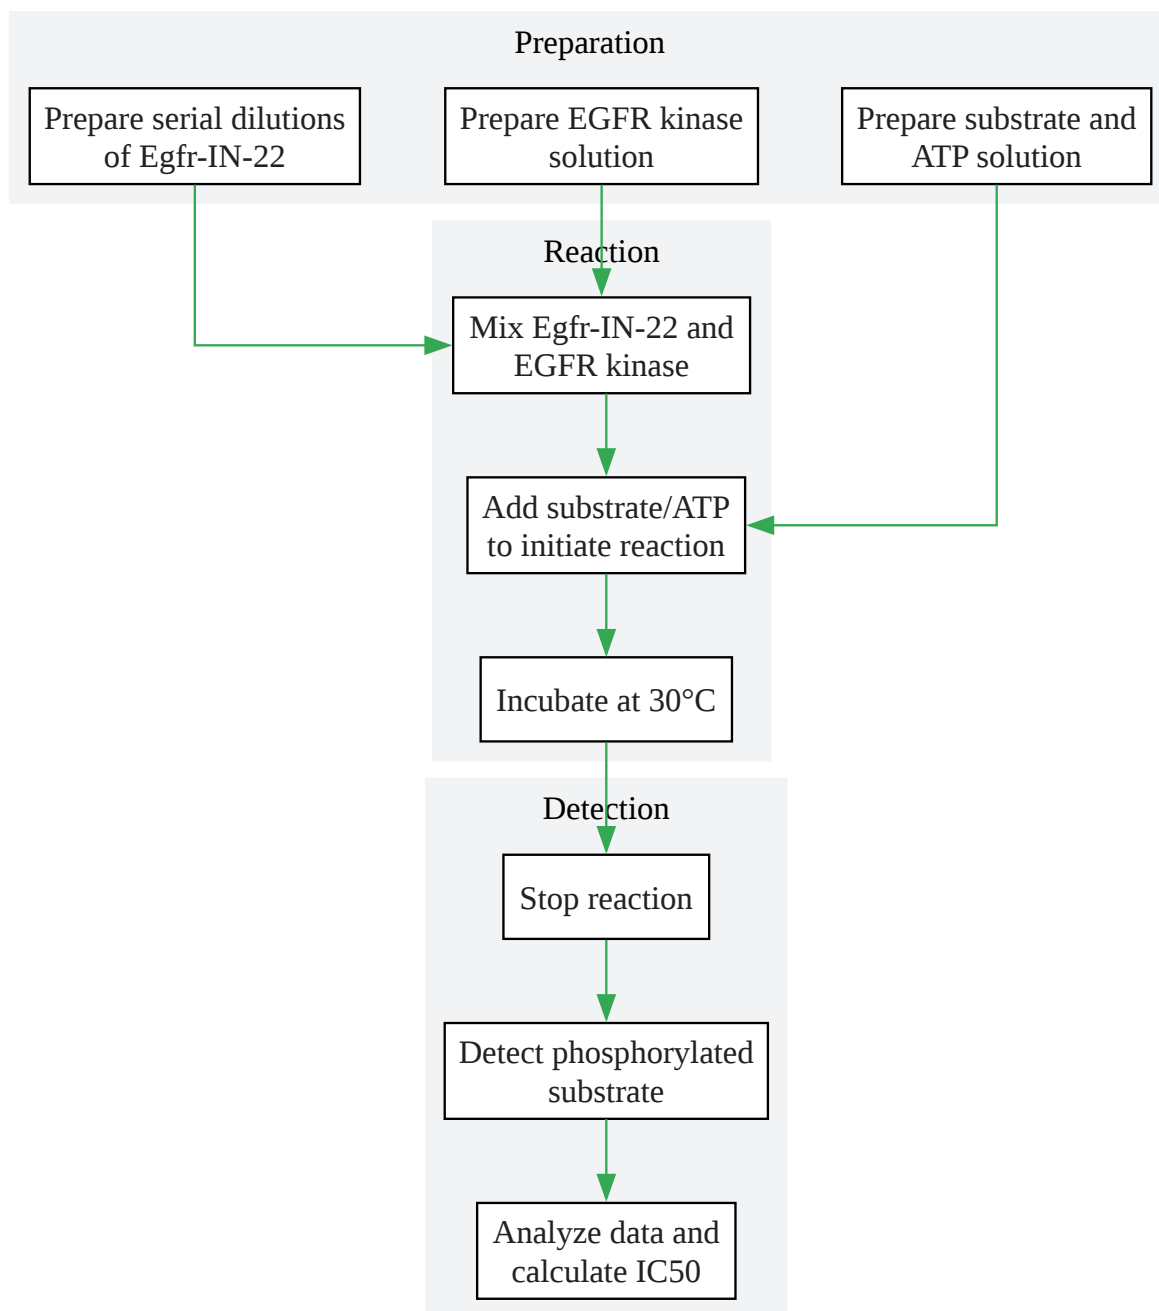 Preparation
Prepare serial dilutions
of Egfr-IN-22
Prepare EGFR kinase
solution
Prepare substrate and
ATP solution
Reaction
Mix Egfr-IN-22 and
EGFR kinase
Add substrate/ATP
to initiate reaction
Incubate at 30°C
Detection
Stop reaction
Detect phosphorylated
substrate
Analyze data and
calculate IC50